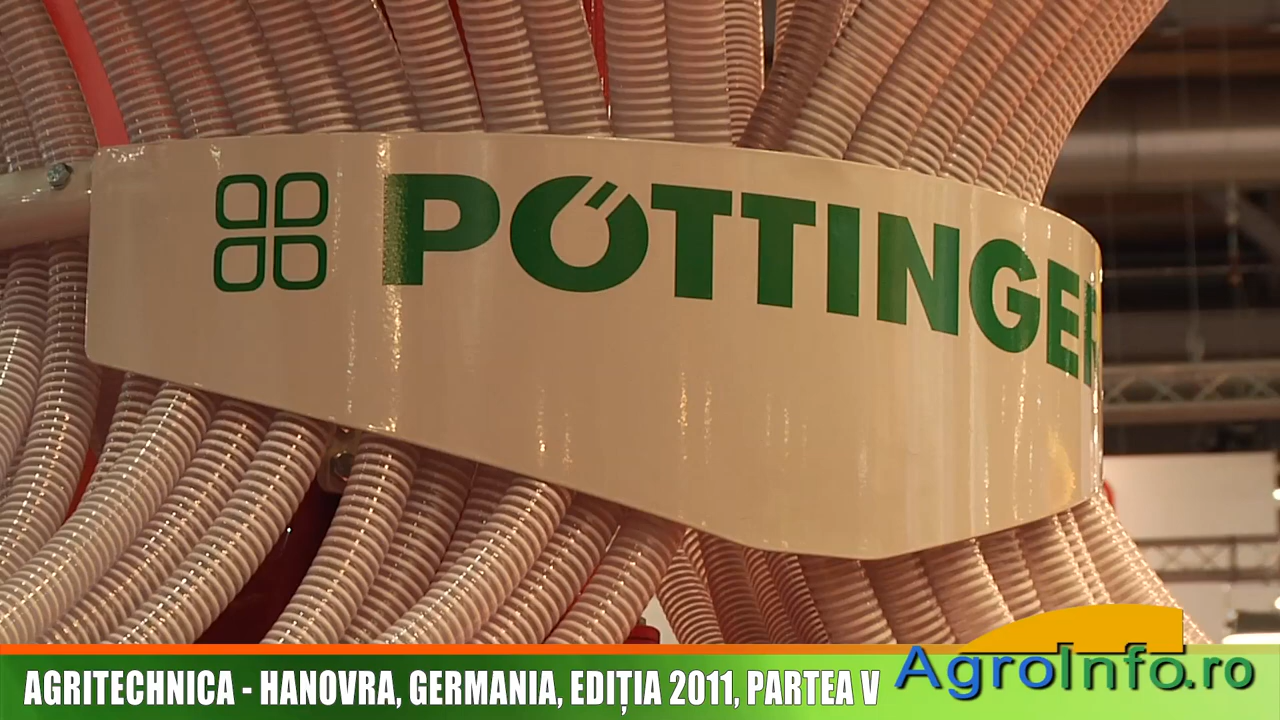 PÖTTINGER
AGRITECHNICA - HANOVRA, GERMANIA, EDIȚIA 2011, PARTEA V
AgroInfo.ro